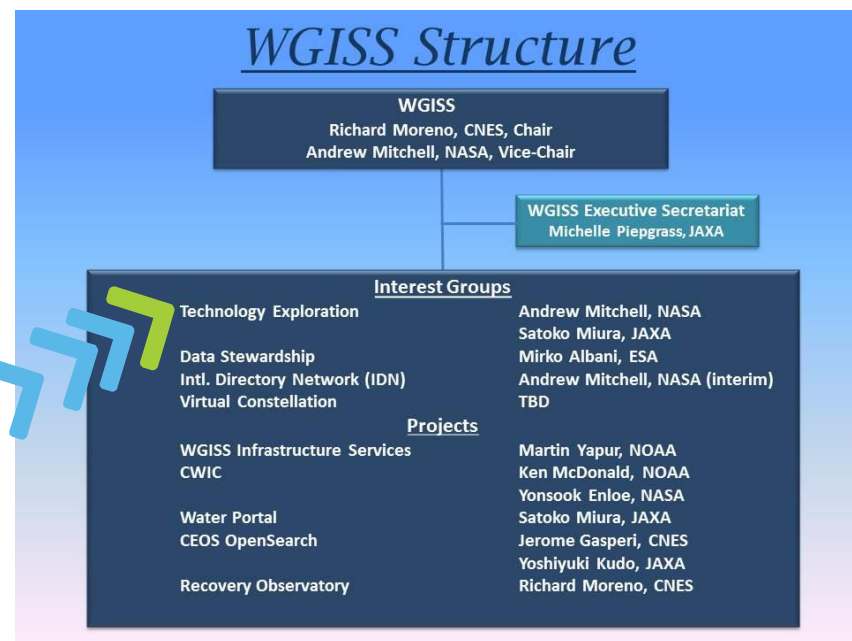 WGISS Structure
WGISS
Richard Moreno, CNES, Chair
Andrew Mitchell, NASA, Vice-Chair
WGISS Executive Secretariat
Michelle Piepgrass, JAXA
Interest Groups
Technology Exploration Andrew Mitchell, NASA
Satoko Miura, JAXA
Data Stewardship Mirko Albani, ESA
Intl. Directory Network (IDN) Andrew Mitchell, NASA (interim)
Virtual Constellation TBD
Projects
WGISS Infrastructure Services Martin Yapur, NOAA
CWIC Ken McDonald, NOAA
Yonsook Enloe, NASA
Water Portal Satoko Miura, JAXA
CEOS OpenSearch Jerome Gasperi, CNES
Yoshiyuki Kudo, JAXA
Recovery Observatory Richard Moreno, CNES